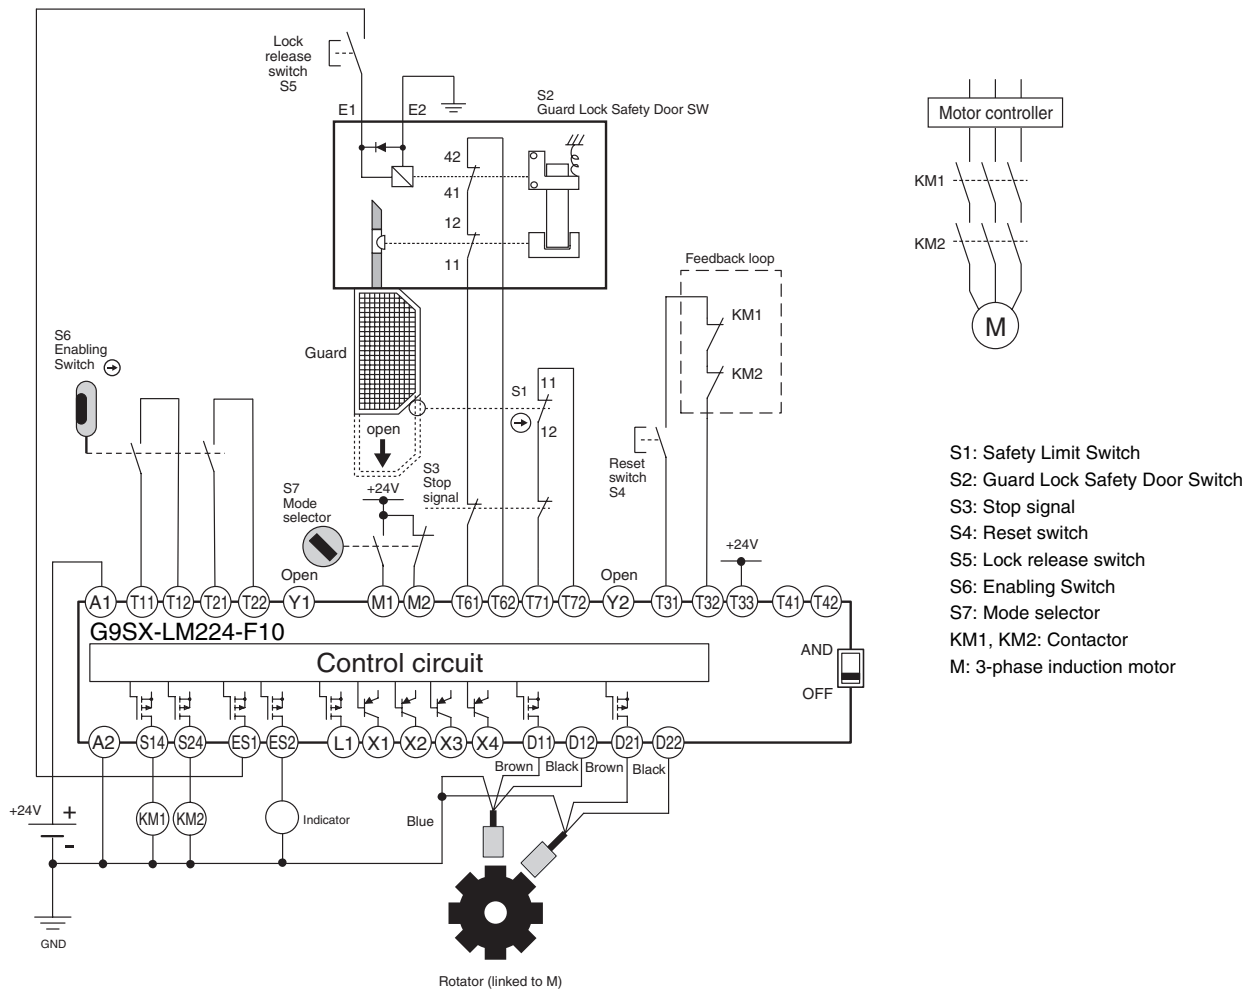 Lock
release
switch
S5
E1
E2
S2
Guard Lock Safety Door SW
42
41
12
11
Motor controller
KM1
KM2
M
Feedback loop
KM1
KM2
S6
Enabling
Switch
Guard
open
S1
11
12
Reset
switch
S4
S3
Stop
signal
S7
Mode
selector
+24V
+24V
Open
Open
S1: Safety Limit Switch
S2: Guard Lock Safety Door Switch
S3: Stop signal
S4: Reset switch
S5: Lock release switch
S6: Enabling Switch
S7: Mode selector
KM1, KM2: Contactor
M: 3-phase induction motor
A1 T11 T12 T21 T22 Y1 M1 M2 T61 T62 T71 T72 Y2 T31 T32 T33 T41 T42
G9SX-LM224-F10
Control circuit
AND
OFF
A2 S14 S24 ES1 ES2 L1 X1 X2 X3 X4 D11 D12 D21 D22
Brown Black Brown Black
+24V
+
-
KM1
KM2
Indicator
Blue
GND
Rotator (linked to M)